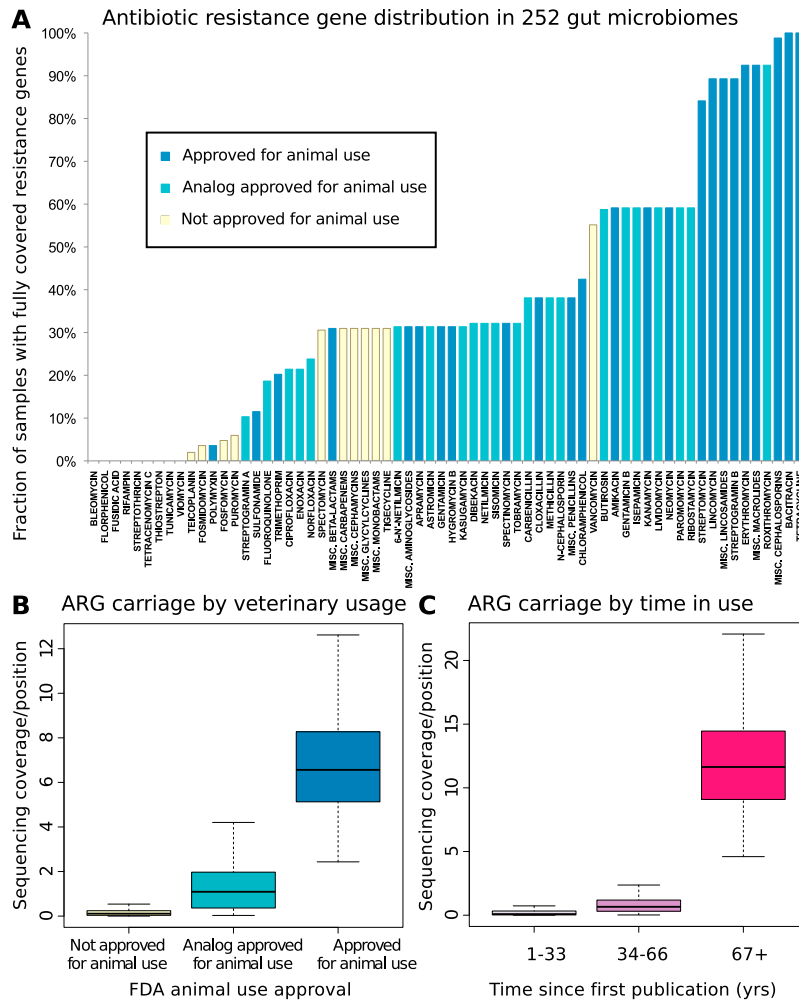 A Antibiotic resistance gene distribution in 252 gut microbiomes
Fraction of samples with fully covered resistance genes
100%
90%
80%
70%
60%
50%
40%
30%
20%
10%
0%
Approved for animal use
Analog approved for animal use
Not approved for animal use
BLEOMYCIN
FLORPHENICOL
FUSIDIC ACID
RIFAMPIN
STREPTOTHRICIN
TETRACENOMYCIN C
THIOSTREPTON
TUNICAMYCIN
VIOMYCIN
TEICOPLANIN
FOSMIDOMYCIN
POLYMYXIN
FOSFOMYCIN
PUROMYCIN
STREPTOGRAMIN A
SULFONAMIDE
FLUOROQUINOLONE
TRIMETHOPRIM
CIPROFLOXACIN
ENOXACIN
NORFLOXACIN
SPECTOMYCIN
MISC. BETA-LACTAMS
MISC. CARBAPENEMS
MISC. CEPHAMYCINS
MISC. GLYCYLCYCLINES
MISC. MONOBACTAMS
TIGECYCLINE
6-N-NETILMICIN
MISC. AMINOGLYCOSIDES
APRAMYCIN
ASTROMICIN
GENTAMICIN
HYGROMYCIN B
KASUGAMYCIN
DIBEKACIN
NETILMICIN
SISOMICIN
SPECTINOMYCIN
TOBRAMYCIN
CARBENICILLIN
CLOXACILLIN
METHICILLIN
N-CEPHALOSPORIN
MISC. PENICILLINS
CHLORAMPHENICOL
VANCOMYCIN
BUTIROSIN
AMIKACIN
GENTAMICIN B
ISEPAMICIN
KANAMYCIN
LIVIDOMYCIN
NEOMYCIN
PAROMOMYCIN
RIBOSTAMYCIN
STREPTOMYCIN
LINCOMYCIN
MISC. LINCOSAMIDES
STREPTOGRAMIN B
ERYTHROMYCIN
MISC. MACROLIDES
ROXITHROMYCIN
MISC. CEPHALOSPORINS
BACITRACIN
TETRACYCLINE
B ARG carriage by veterinary usage
Sequencing coverage/position
12
10
8
6
4
2
0
Not approved
for animal use
Analog approved
for animal use
Approved
for animal use
FDA animal use approval
C ARG carriage by time in use
Sequencing coverage/position
20
15
10
5
0
1-33
34-66
67+
Time since first publication (yrs)